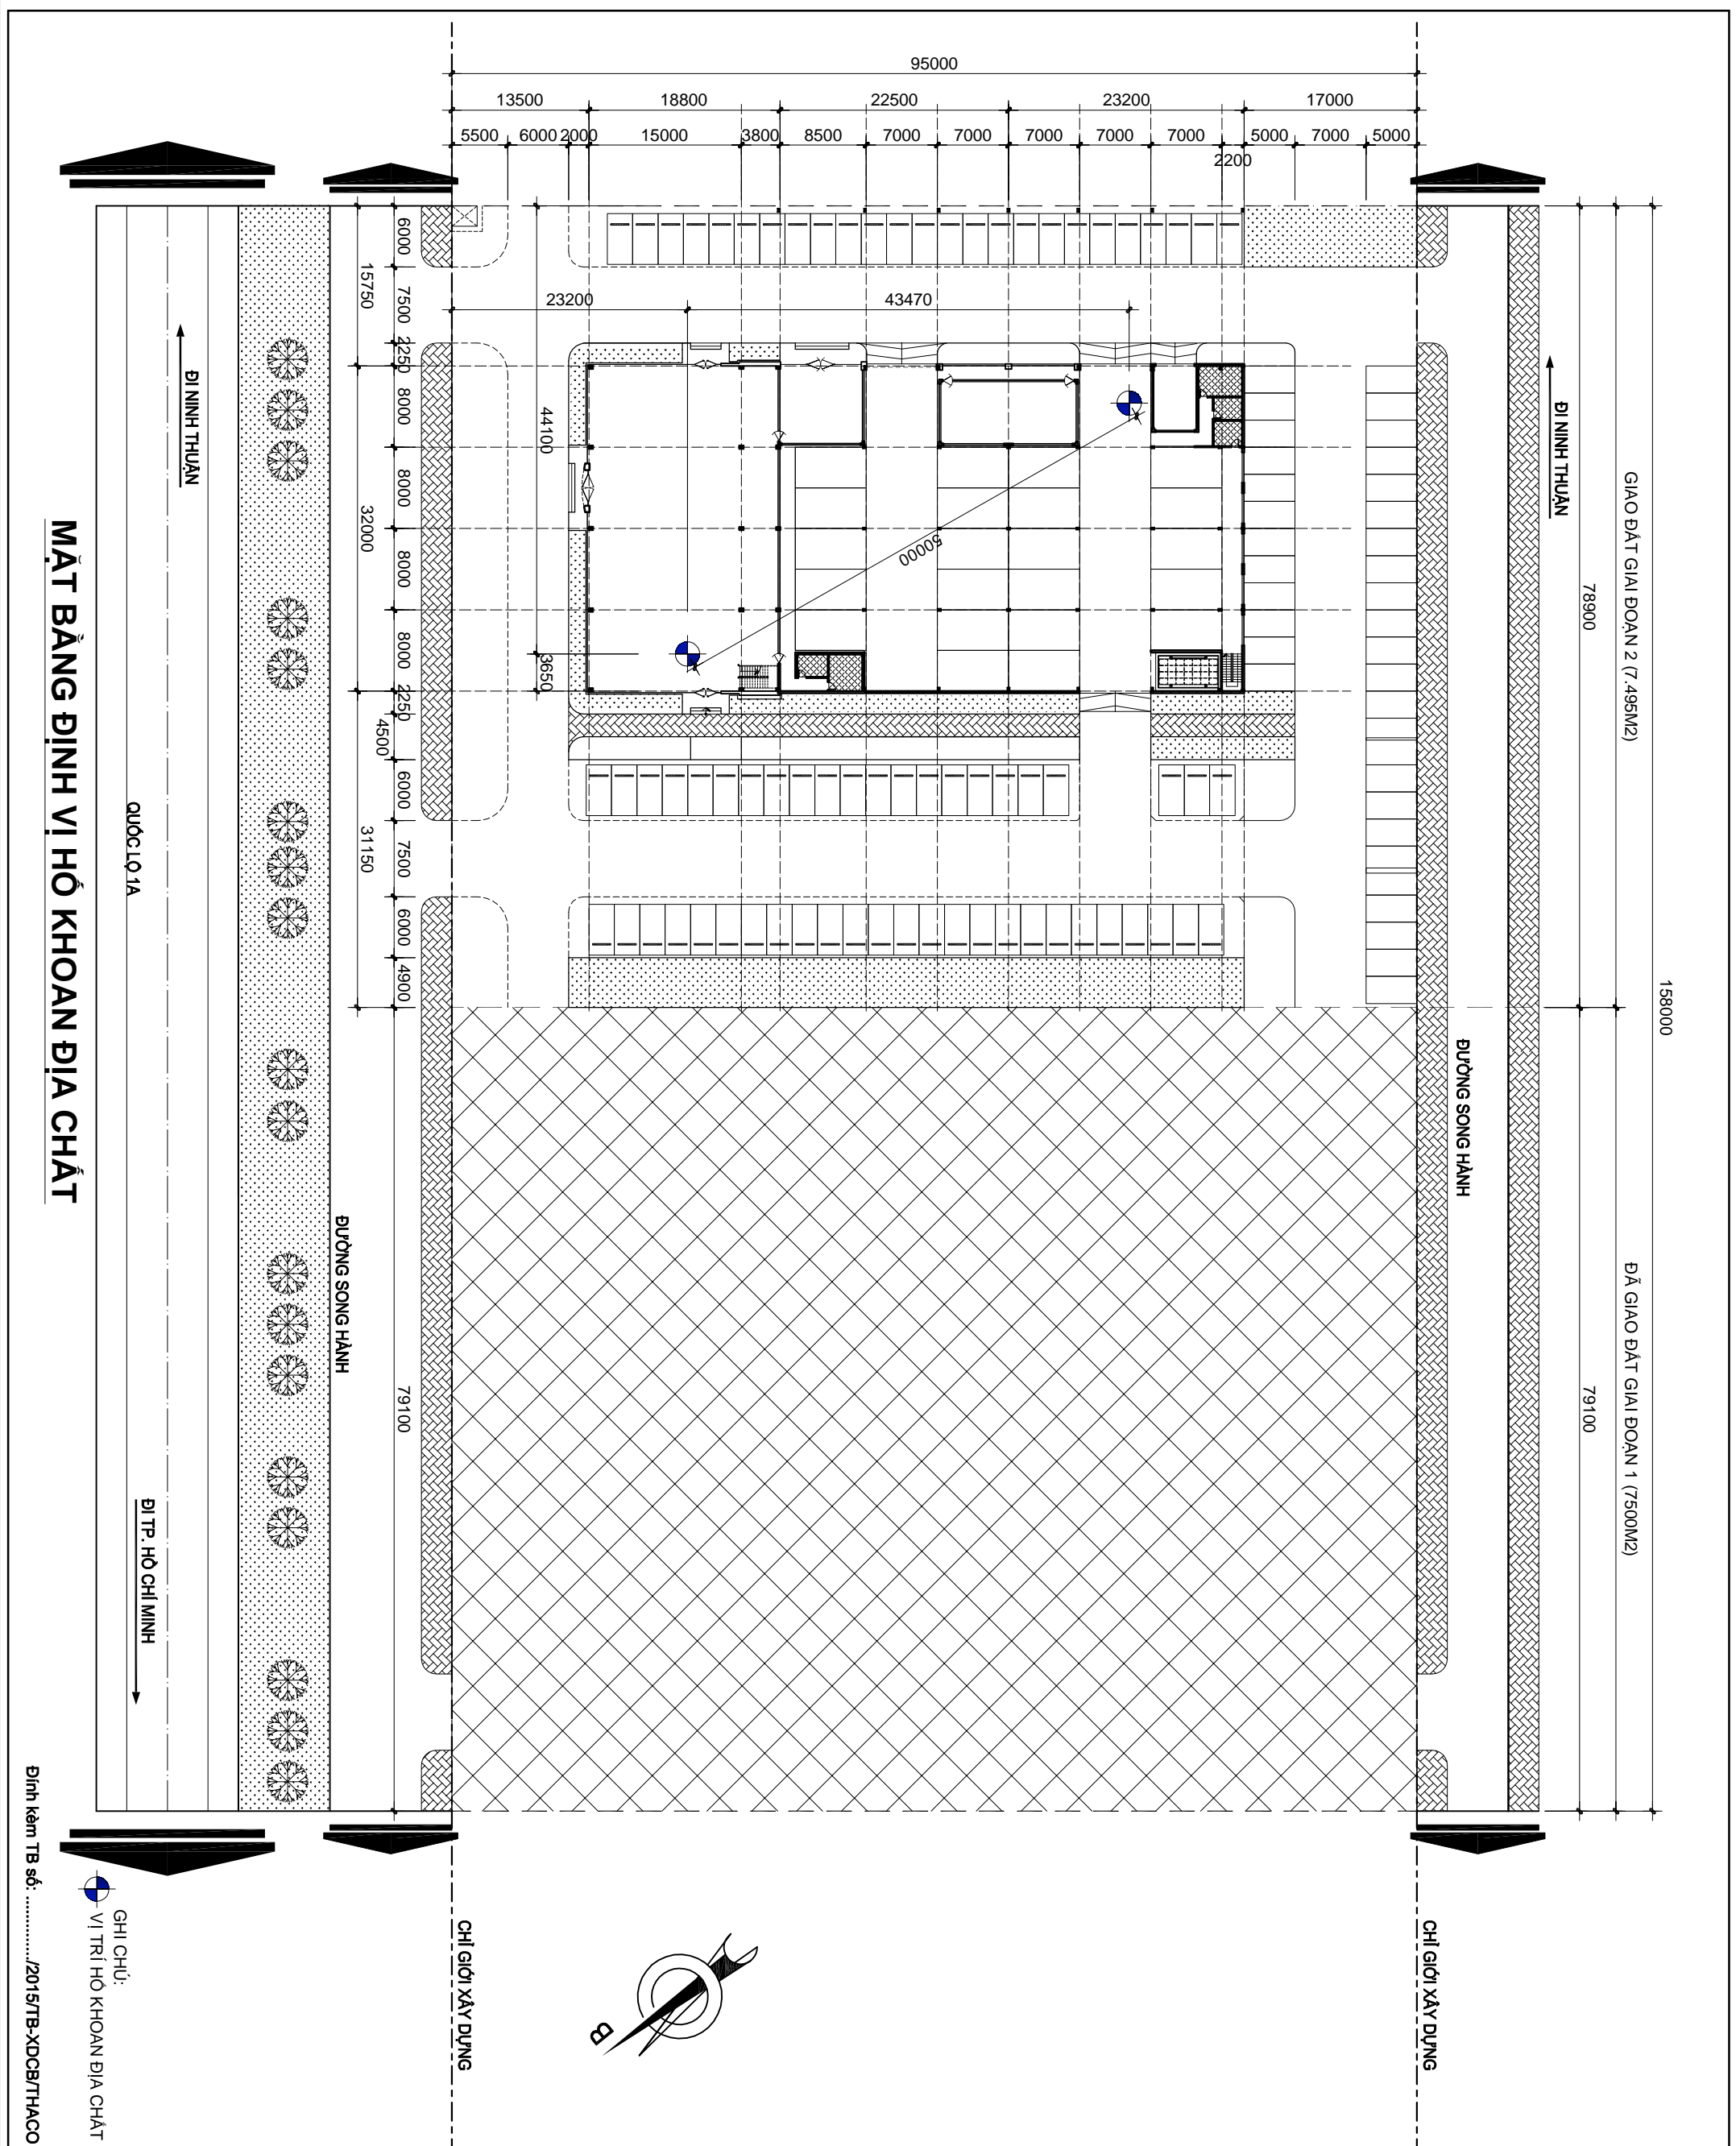 95000
13500 18800 22500 23200 17000
5500 6000 2000 15000 3800 8500 7000 7000 7000 7000 7000 5000 7000 5000
2200
6000
15750
7500
2250
8000
8000
32000
8000
8000
2250
4500
6000
31150
7500
6000
4900
79100
23200 43470
44100
3650
50000
GIAO ĐẤT GIAI ĐOẠN 2 (7.495M2)
78900
158000
ĐÃ GIAO ĐẤT GIAI ĐOẠN 1 (7500M2)
79100
ĐI NINH THUẬN
ĐI NINH THUẬN
ĐƯỜNG SONG HÀNH
ĐƯỜNG SONG HÀNH
QUỐC LỘ 1A
ĐI TP. HỒ CHÍ MINH
CHỈ GIỚI XÂY DỰNG
CHỈ GIỚI XÂY DỰNG
B
MẶT BẰNG ĐỊNH VỊ HỐ KHOAN ĐỊA CHẤT
GHI CHÚ:
VỊ TRÍ HỐ KHOAN ĐỊA CHẤT
Đính kèm TB số: ............./2015/TB-XDCB/THACO